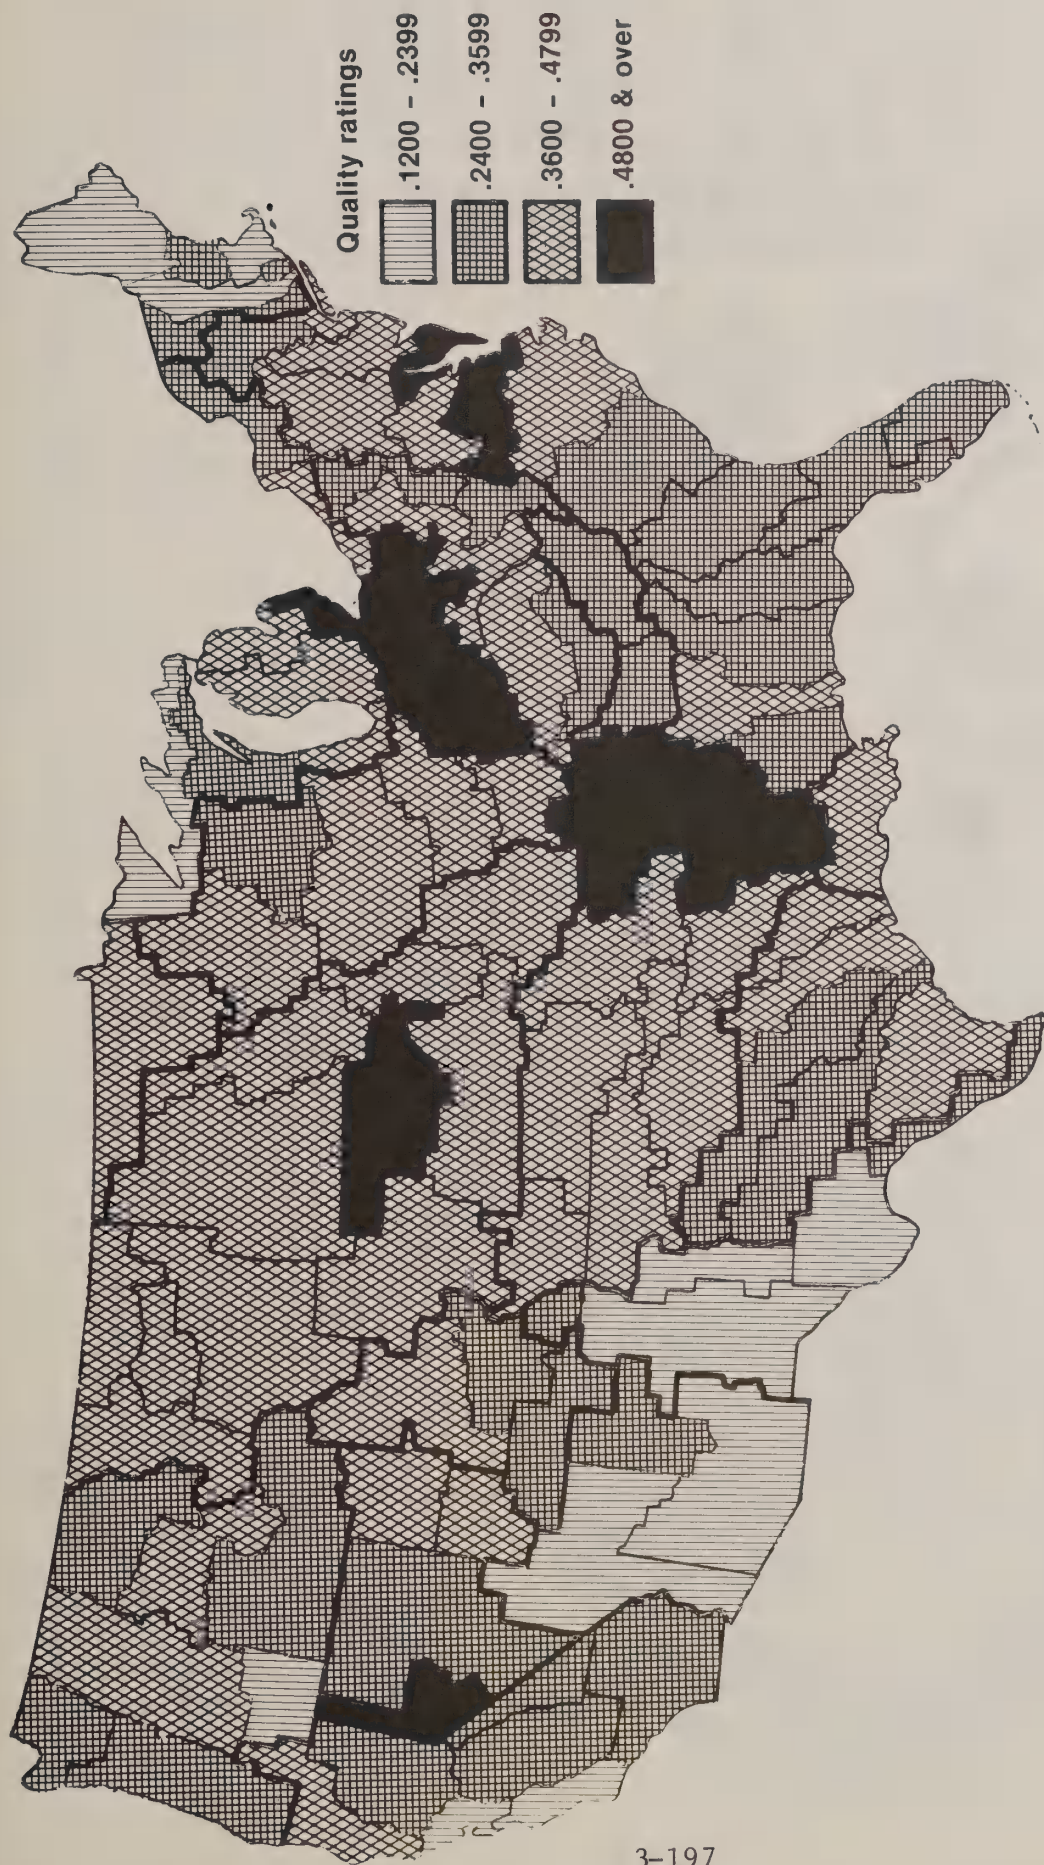 Quality ratings
.1200 - .2399
.2400 - .3599
.3600 - .4799
.4800 & over
3-197